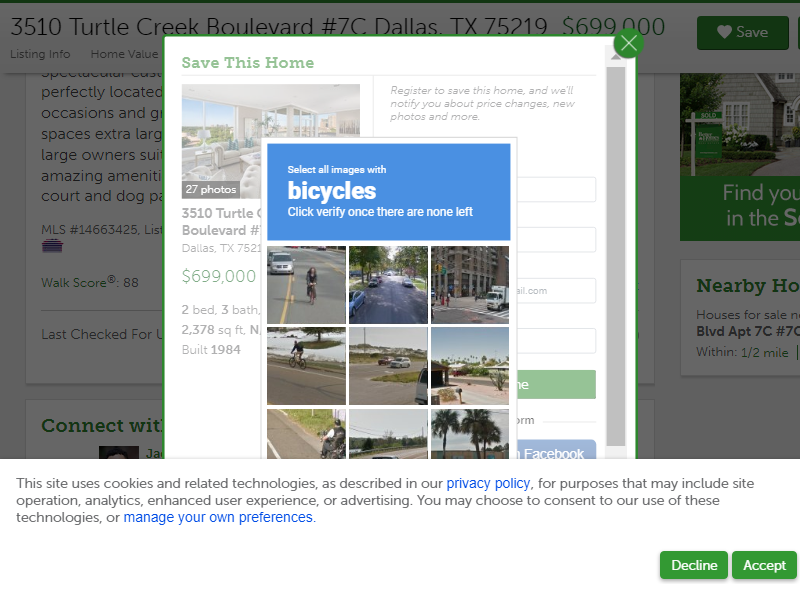 3510 Turtle Creek Boulevard #7C Dallas, TX 75219 $699,000
Save
Listing Info Home Value
perfectly located
occasions and gr
spaces extra larg
large owners suit
amazing ameniti
court and dog pa
MLS #14663425, List
Walk Score®: 88
Last Checked For U
Connect wit
Save This Home
Register to save this home, and we'll
notify you about price changes, new
photos and more.
27 photos
3510 Turtle C
Boulevard #7
Dallas, TX 7521
$699,000
2 bed, 3 bath,
2,378 sq ft, N
Built 1984
Select all images with
bicycles
Click verify once there are none left
ail.com
me
orm
n Facebook
SOLD
Find you
in the S
Nearby Ho
Houses for sale n
Blvd Apt 7C #7C
Within: 1/2 mile |
This site uses cookies and related technologies, as described in our privacy policy, for purposes that may include site
operation, analytics, enhanced user experience, or advertising. You may choose to consent to our use of these
technologies, or manage your own preferences.
Decline Accept